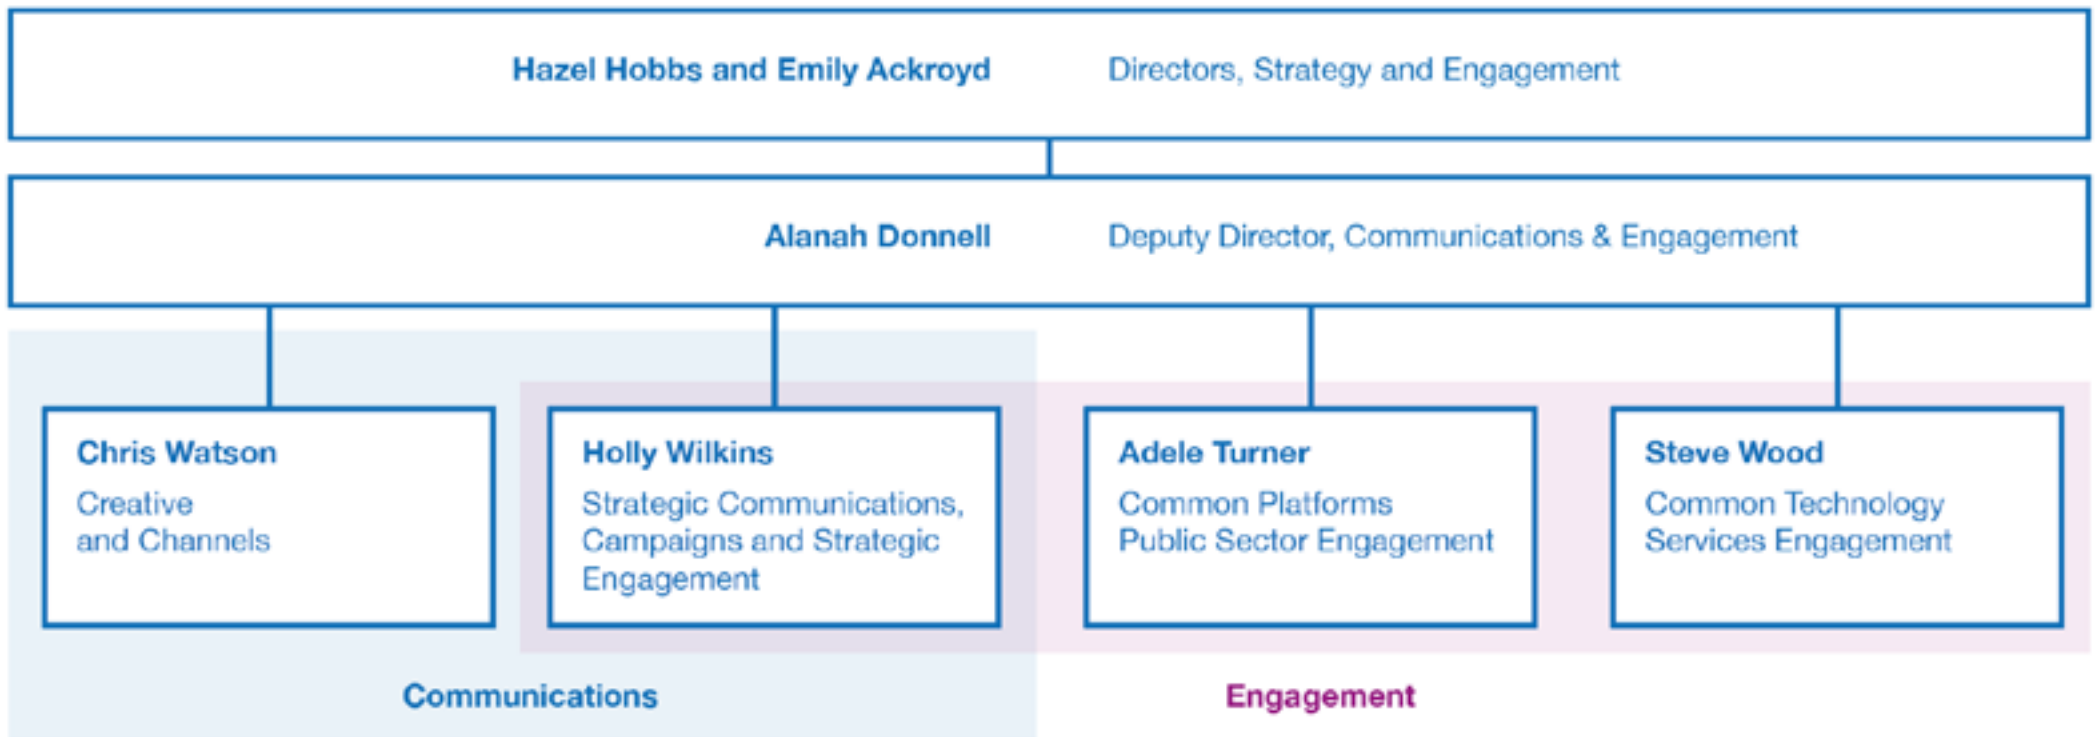 Hazel Hobbs and Emily Ackroyd Directors, Strategy and Engagement
Alanah Donnell Deputy Director, Communications & Engagement
Chris Watson
Creative
and Channels
Holly Wilkins
Strategic Communications,
Campaigns and Strategic
Engagement
Adele Turner
Common Platforms
Public Sector Engagement
Steve Wood
Common Technology
Services Engagement
Communications
Engagement